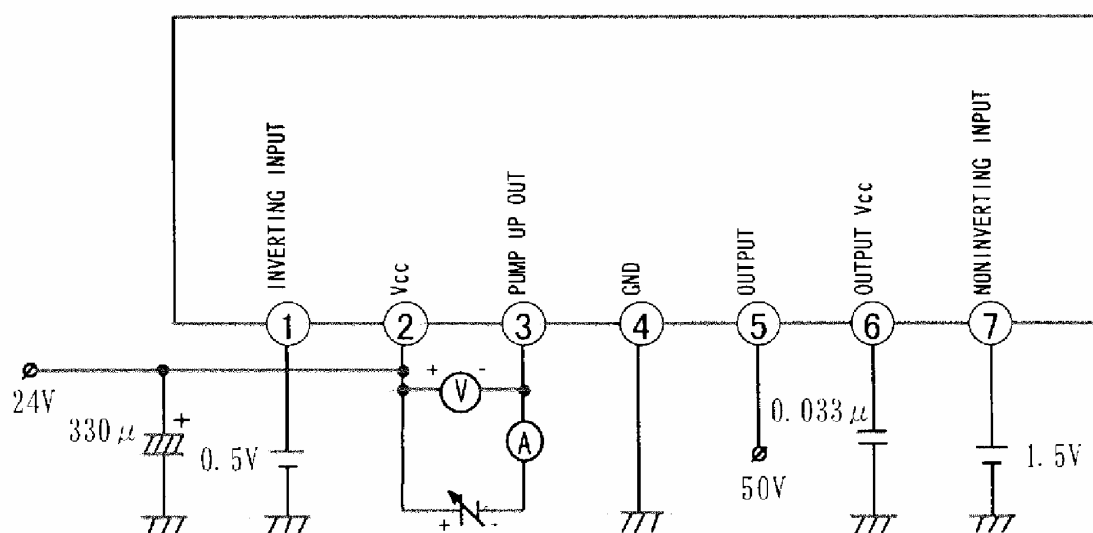 INVERTING INPUT
Vcc
PUMP UP OUT
GND
OUTPUT
OUTPUT Vcc
NONINVERTING INPUT
1
2
3
4
5
6
7
24V
330μ
+
0.5V
+ V -
A
+ -
50V
0.033μ
1.5V